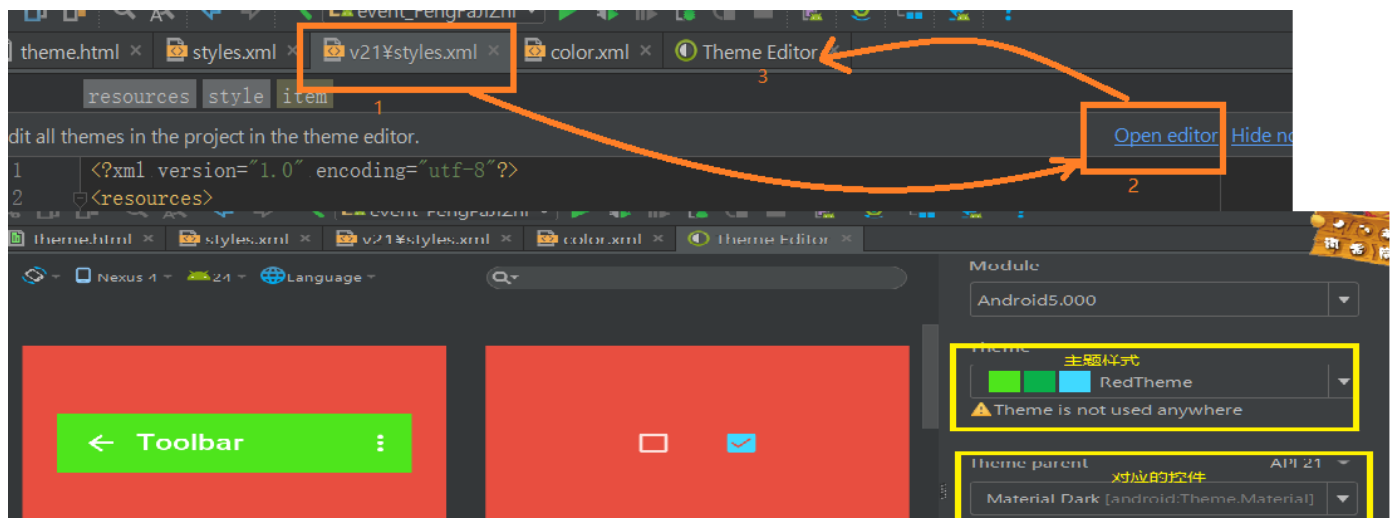 event_PengPaJiZhi
theme.html × styles.xml × v21¥styles.xml × color.xml × Theme Editor ×
3
resources style item
1
dit all themes in the project in the theme editor. Open editor Hide no
1 <?xml version="1.0" encoding="utf-8"?>
2
2 <resources>
event_PengPaJiZhi
theme.html × styles.xml × v21¥styles.xml × color.xml × Theme Editor ×
Nexus 4 24 Language
Module
Android5.000
Theme
主题样式
RedTheme
Theme is not used anywhere
Toolbar
Theme parent API 21
对应的控件
Material Dark [android:Theme.Material]